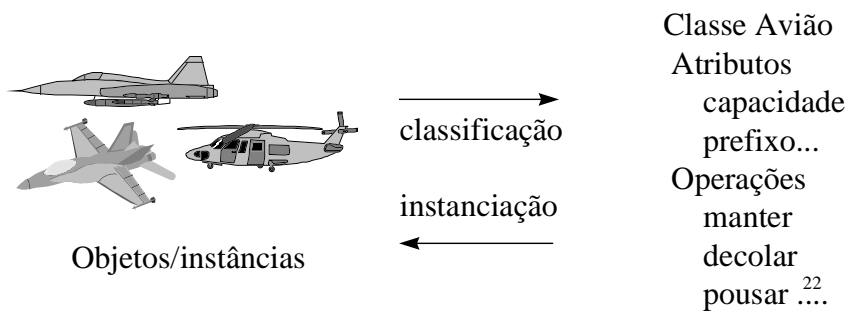 Classe Avião
Atributos
capacidade
prefixo...
Operações
manter
decolar
pousar ....
22
classificação
instanciação
Objetos/instâncias